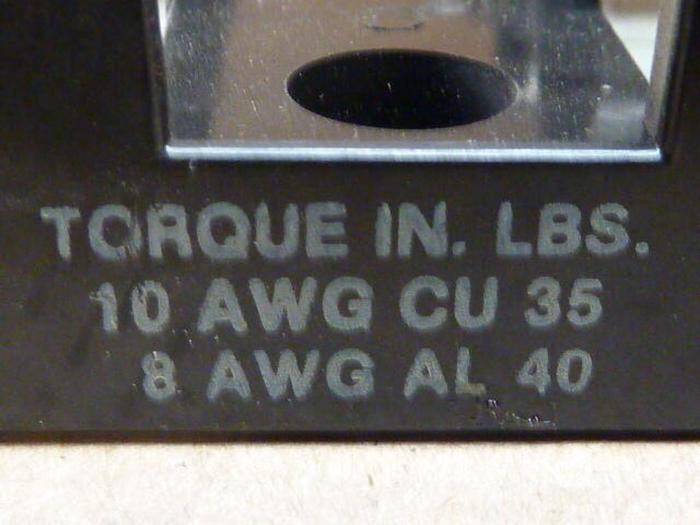 TORQUE IN. LBS.
10 AWG CU 35
8 AWG AL 40